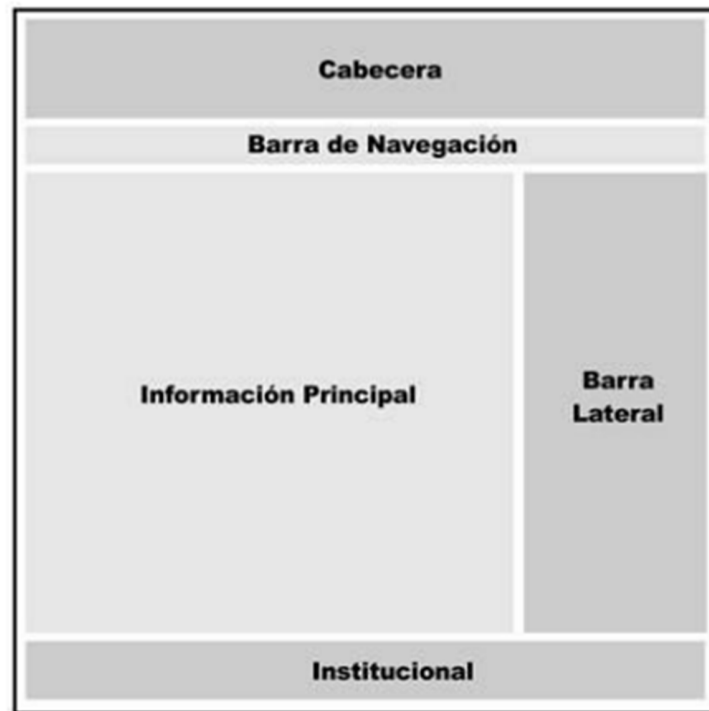 Cabecera
Barra de Navegación
Información Principal
Barra
Lateral
Institucional